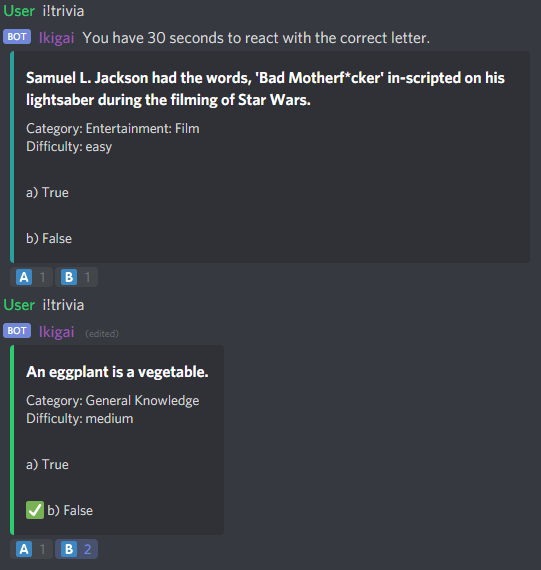 User i!trivia
BOT Ikigai You have 30 seconds to react with the correct letter.
Samuel L. Jackson had the words, 'Bad Motherf*cker' in-scripted on his
lightsaber during the filming of Star Wars.
Category: Entertainment: Film
Difficulty: easy
a) True
b) False
A 1 B 1
User i!trivia
BOT Ikigai (edited)
An eggplant is a vegetable.
Category: General Knowledge
Difficulty: medium
a) True
✅ b) False
A 1 B 2